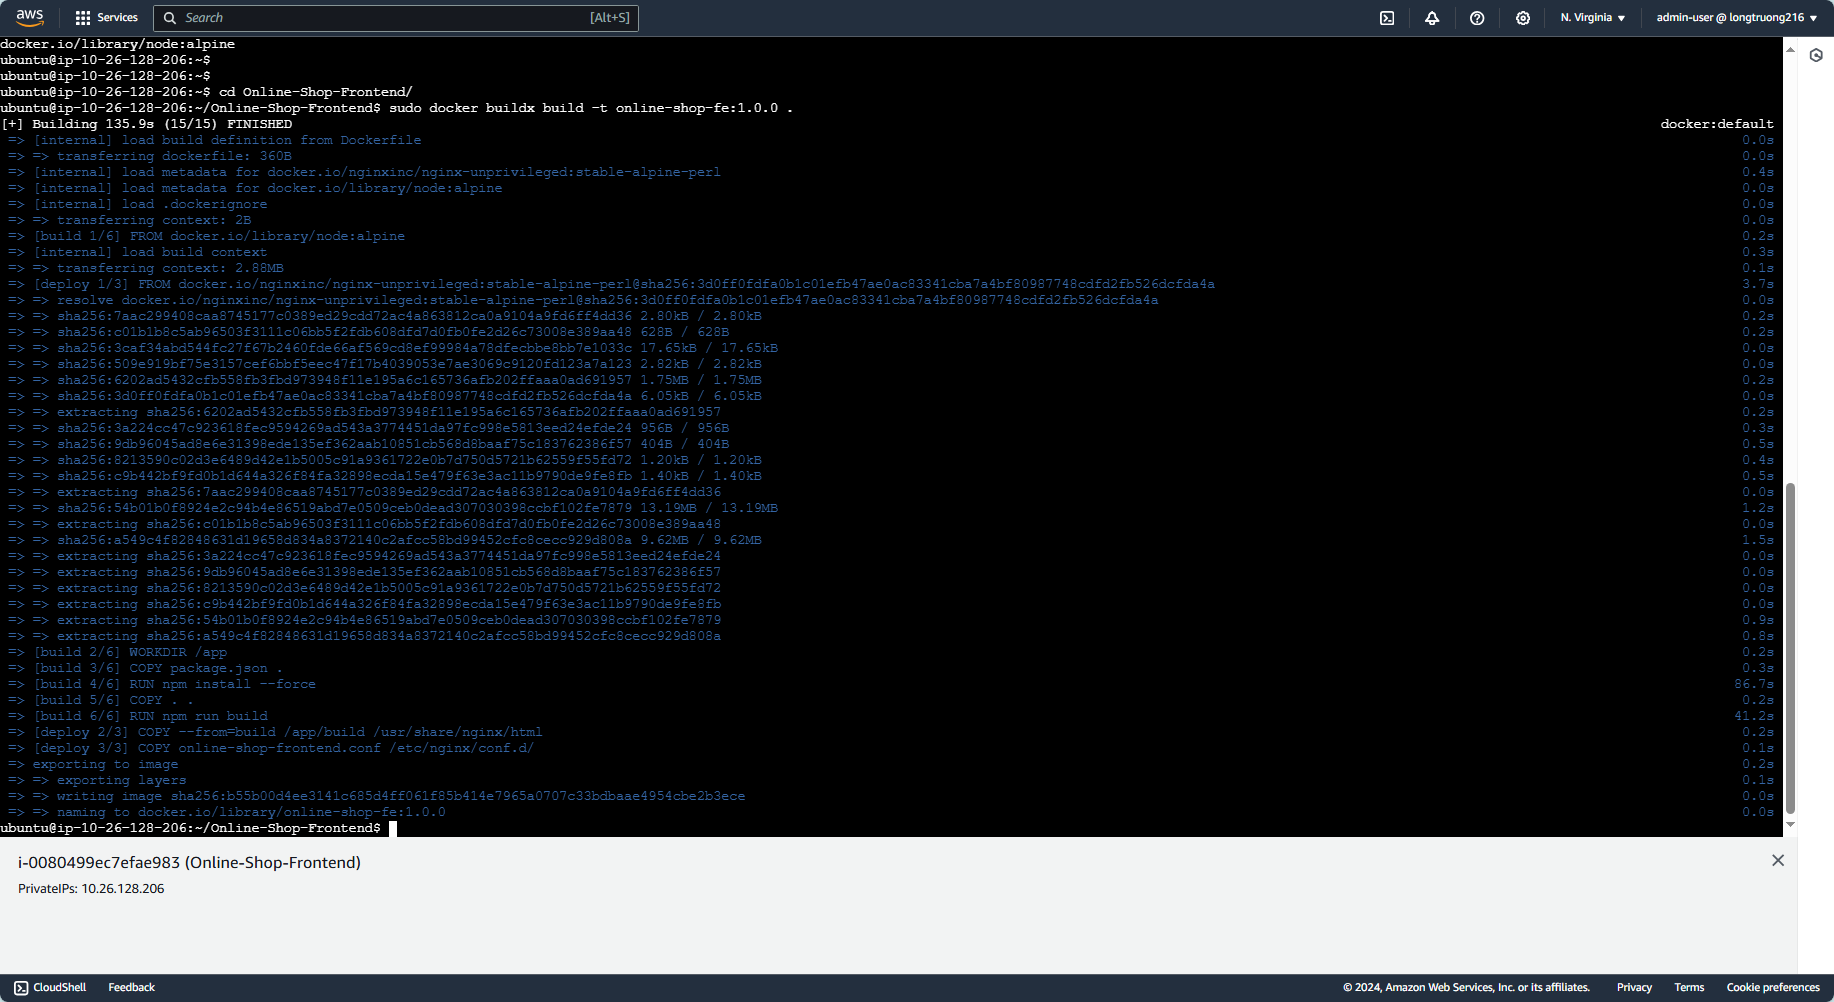 aws Services Search [Alt+S] N. Virginia ▼ admin-user @ longtruong216 ▼
docker.io/library/node:alpine
ubuntu@ip-10-26-128-206:~$
ubuntu@ip-10-26-128-206:~$
ubuntu@ip-10-26-128-206:~$ cd Online-Shop-Frontend/
ubuntu@ip-10-26-128-206:~/Online-Shop-Frontend$ sudo docker buildx build -t online-shop-fe:1.0.0 .
[+] Building 135.9s (15/15) FINISHED docker:default
=> [internal] load build definition from Dockerfile 0.0s
=> => transferring dockerfile: 360B 0.0s
=> [internal] load metadata for docker.io/nginxinc/nginx-unprivileged:stable-alpine-perl 0.4s
=> [internal] load metadata for docker.io/library/node:alpine 0.0s
=> [internal] load .dockerignore 0.0s
=> => transferring context: 2B 0.0s
=> [build 1/6] FROM docker.io/library/node:alpine 0.2s
=> [internal] load build context 0.3s
=> => transferring context: 2.88MB 0.1s
=> [deploy 1/3] FROM docker.io/nginxinc/nginx-unprivileged:stable-alpine-perl@sha256:3d0ff0fdfa0b1c01efb47ae0ac83341cba7a4bf80987748cdfd2fb526dcfda4a 3.7s
=> => resolve docker.io/nginxinc/nginx-unprivileged:stable-alpine-perl@sha256:3d0ff0fdfa0b1c01efb47ae0ac83341cba7a4bf80987748cdfd2fb526dcfda4a 0.0s
=> => sha256:7aac299408caa8745177c0389ed29cdd72ac4a863812ca0a9104a9fd6ff4dd36 2.80kB / 2.80kB 0.2s
=> => sha256:c01b1b8c5ab96503f3111c06bb5f2fdb608dfd7d0fb0fe2d26c73008e389aa48 628B / 628B 0.2s
=> => sha256:3caf34abd544fc27f67b2460fde66af569cd8ef99984a78dfecbbe8bb7e1033c 17.65kB / 17.65kB 0.0s
=> => sha256:509e919bf75e3157cef6bbf5eec47f17b4039053e7ae3069c9120fd123a7a123 2.82kB / 2.82kB 0.0s
=> => sha256:6202ad5432cfb558fb3fbd973948f11e195a6c165736afb202ffaaa0ad691957 1.75MB / 1.75MB 0.2s
=> => sha256:3d0ff0fdfa0b1c01efb47ae0ac83341cba7a4bf80987748cdfd2fb526dcfda4a 6.05kB / 6.05kB 0.0s
=> => extracting sha256:6202ad5432cfb558fb3fbd973948f11e195a6c165736afb202ffaaa0ad691957 0.2s
=> => sha256:3a224cc47c923618fec9594269ad543a3774451da97fc998e5813eed24efde24 956B / 956B 0.3s
=> => sha256:9db96045ad8e6e31398ede135ef362aab10851cb568d8baaf75c183762386f57 404B / 404B 0.5s
=> => sha256:8213590c02d3e6489d42e1b5005c91a9361722e0b7d750d5721b62559f55fd72 1.20kB / 1.20kB 0.4s
=> => sha256:c9b442bf9fd0b1d644a326f84fa32898ecda15e479f63e3ac11b9790de9fe8fb 1.40kB / 1.40kB 0.5s
=> => extracting sha256:7aac299408caa8745177c0389ed29cdd72ac4a863812ca0a9104a9fd6ff4dd36 0.0s
=> => sha256:54b01b0f8924e2c94b4e86519abd7e0509ceb0dead307030398ccbf102fe7879 13.19MB / 13.19MB 1.2s
=> => extracting sha256:c01b1b8c5ab96503f3111c06bb5f2fdb608dfd7d0fb0fe2d26c73008e389aa48 0.0s
=> => sha256:a549c4f82848631d19658d834a8372140c2afcc58bd99452cfc8cecc929d808a 9.62MB / 9.62MB 1.5s
=> => extracting sha256:3a224cc47c923618fec9594269ad543a3774451da97fc998e5813eed24efde24 0.0s
=> => extracting sha256:9db96045ad8e6e31398ede135ef362aab10851cb568d8baaf75c183762386f57 0.0s
=> => extracting sha256:8213590c02d3e6489d42e1b5005c91a9361722e0b7d750d5721b62559f55fd72 0.0s
=> => extracting sha256:c9b442bf9fd0b1d644a326f84fa32898ecda15e479f63e3ac11b9790de9fe8fb 0.0s
=> => extracting sha256:54b01b0f8924e2c94b4e86519abd7e0509ceb0dead307030398ccbf102fe7879 0.9s
=> => extracting sha256:a549c4f82848631d19658d834a8372140c2afcc58bd99452cfc8cecc929d808a 0.8s
=> [build 2/6] WORKDIR /app 0.2s
=> [build 3/6] COPY package.json . 0.3s
=> [build 4/6] RUN npm install --force 86.7s
=> [build 5/6] COPY . . 0.2s
=> [build 6/6] RUN npm run build 41.2s
=> [deploy 2/3] COPY --from=build /app/build /usr/share/nginx/html 0.2s
=> [deploy 3/3] COPY online-shop-frontend.conf /etc/nginx/conf.d/ 0.1s
=> exporting to image 0.2s
=> => exporting layers 0.1s
=> => writing image sha256:b55b00d4ee3141c685d4ff061f85b414e7965a0707c33bdbaae4954cbe2b3ece 0.0s
=> => naming to docker.io/library/online-shop-fe:1.0.0 0.0s
ubuntu@ip-10-26-128-206:~/Online-Shop-Frontend$
i-0080499ec7efae983 (Online-Shop-Frontend)
PrivateIPs: 10.26.128.206
CloudShell Feedback © 2024, Amazon Web Services, Inc. or its affiliates. Privacy Terms Cookie preferences